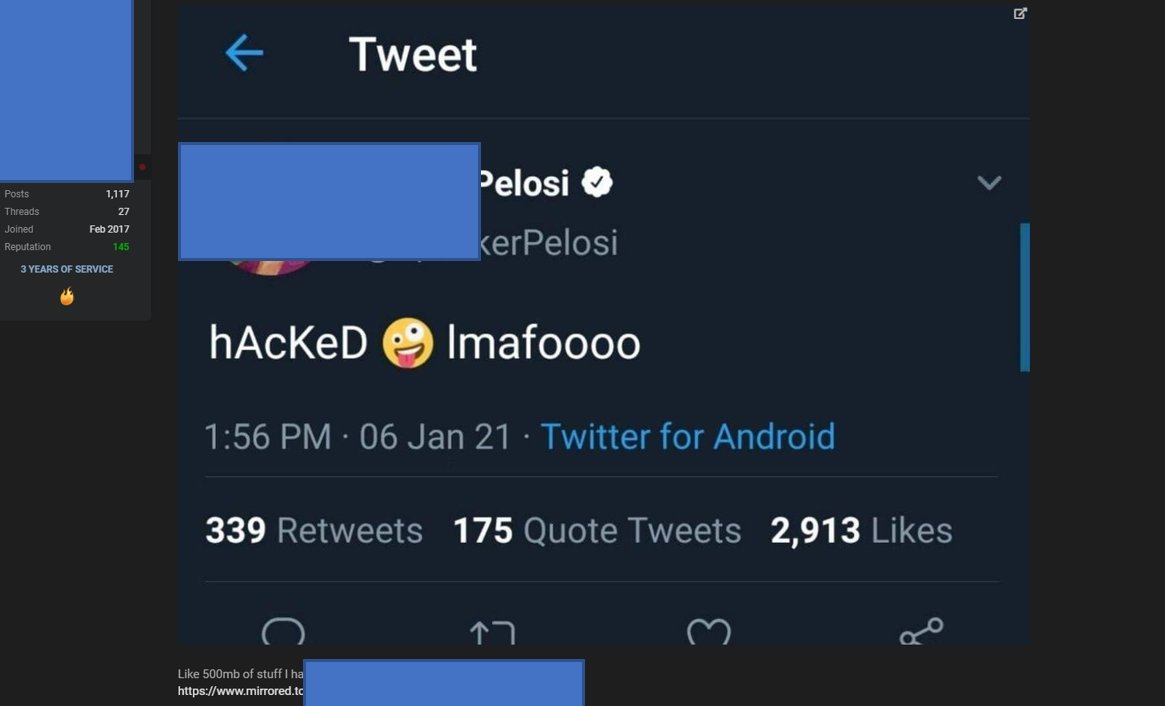 Tweet
Pelosi
kerPelosi
hAcKeD 🤪 lmafoooo
1:56 PM · 06 Jan 21 · Twitter for Android
339 Retweets 175 Quote Tweets 2,913 Likes
Posts 1,117
Threads 27
Joined Feb 2017
Reputation 145
3 YEARS OF SERVICE
Like 500mb of stuff I ha
https://www.mirrored.to